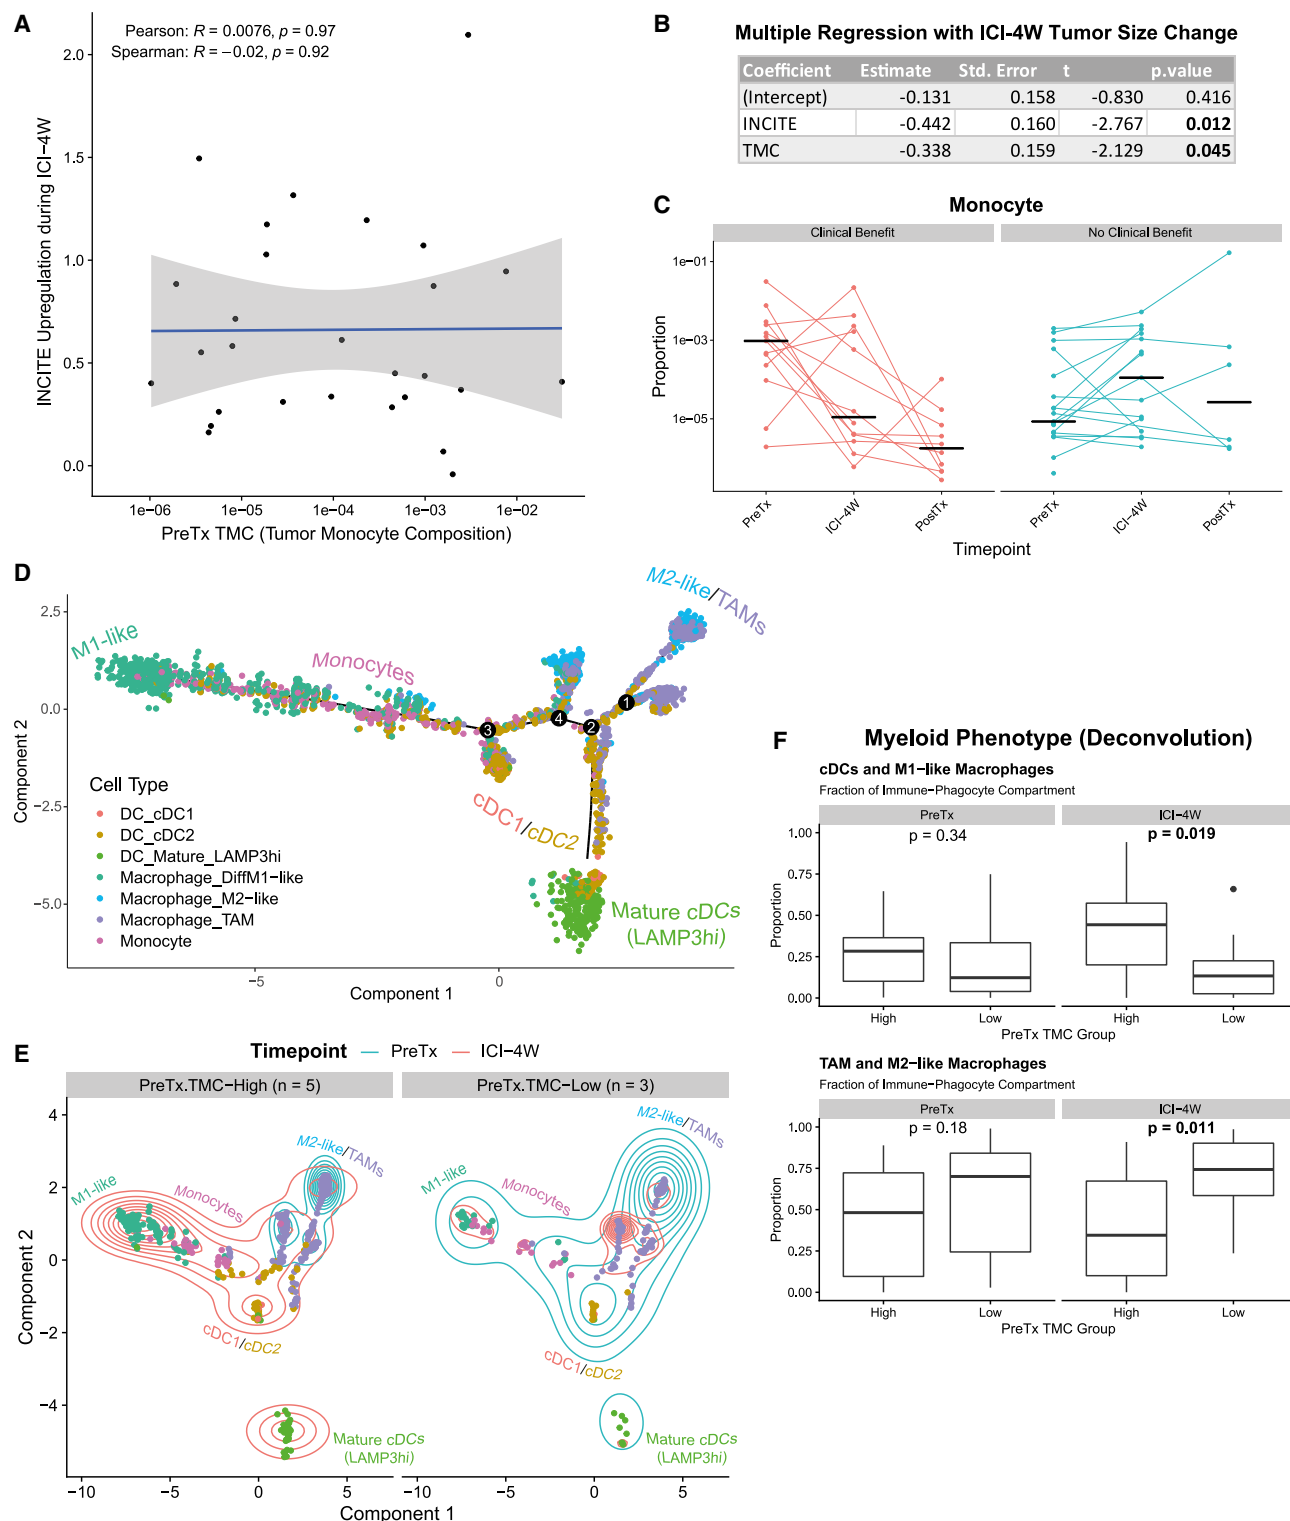 A
Pearson: R = 0.0076, p = 0.97
Spearman: R = −0.02, p = 0.92
INCITE Upregulation during ICI−4W
2.0
1.5
1.0
0.5
0.0
1e−06 1e−05 1e−04 1e−03 1e−02
PreTx TMC (Tumor Monocyte Composition)
B
Multiple Regression with ICI-4W Tumor Size Change
Coefficient Estimate Std. Error t p.value
(Intercept) -0.131 0.158 -0.830 0.416
INCITE -0.442 0.160 -2.767 0.012
TMC -0.338 0.159 -2.129 0.045
C
Monocyte
Clinical Benefit No Clinical Benefit
Proportion
1e−01
1e−03
1e−05
PreTx ICI−4W PostTx PreTx ICI−4W PostTx
Timepoint
D
Component 2
2.5
0.0
−2.5
−5.0
M1-like
Monocytes
M2-like/TAMs
1
2
3
4
cDC1/cDC2
Mature cDCs
(LAMP3hi)
Cell Type
DC_cDC1
DC_cDC2
DC_Mature_LAMP3hi
Macrophage_DiffM1−like
Macrophage_M2−like
Macrophage_TAM
Monocyte
−5 0
Component 1
E
Timepoint PreTx ICI−4W
PreTx.TMC−High (n = 5) PreTx.TMC−Low (n = 3)
Component 2
4
2
0
−2
−4
M1-like
Monocytes
M2-like/TAMs
cDC1/cDC2
Mature cDCs
(LAMP3hi)
M1-like
Monocytes
M2-like/TAMs
cDC1/cDC2
Mature cDCs
(LAMP3hi)
−10 −5 0 5 −10 −5 0 5
Component 1
F
Myeloid Phenotype (Deconvolution)
cDCs and M1−like Macrophages
Fraction of Immune−Phagocyte Compartment
PreTx ICI−4W
p = 0.34 p = 0.019
Proportion
1.00
0.75
0.50
0.25
0.00
High Low High Low
PreTx TMC Group
TAM and M2−like Macrophages
Fraction of Immune−Phagocyte Compartment
PreTx ICI−4W
p = 0.18 p = 0.011
Proportion
1.00
0.75
0.50
0.25
0.00
High Low High Low
PreTx TMC Group